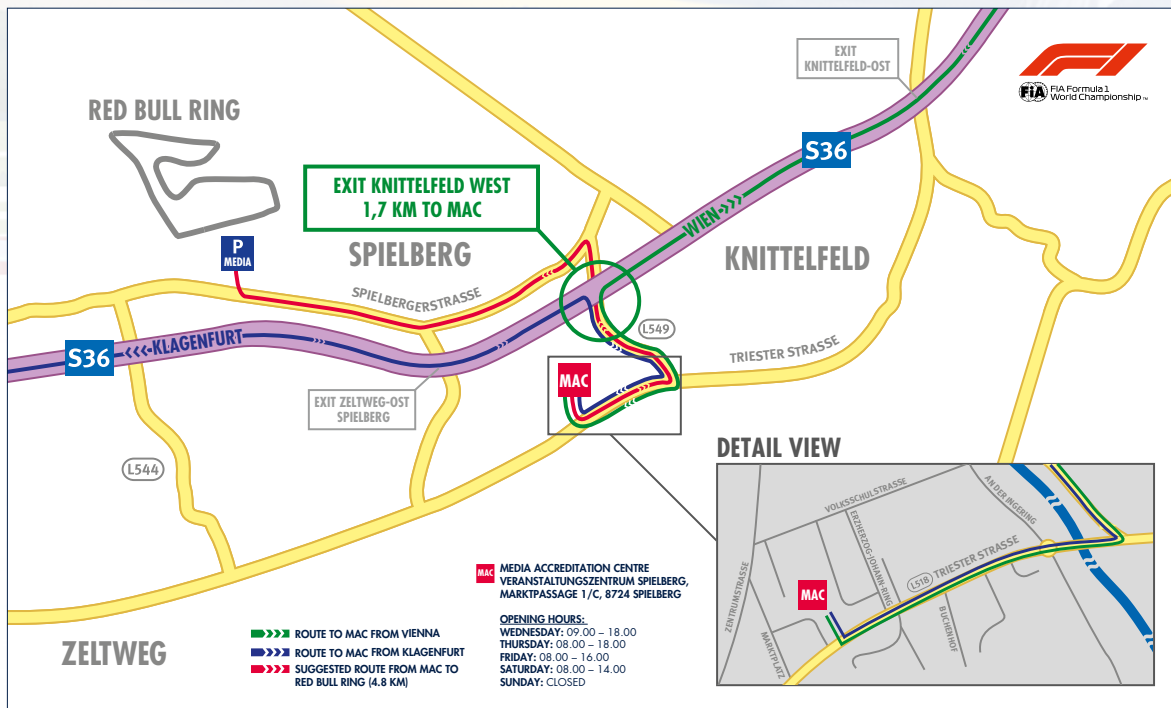 EXIT
KNITTELFELD-OST
FIA
FIA Formula 1
World Championship™
RED BULL RING
S36
EXIT KNITTELFELD WEST
1,7 KM TO MAC
WIEN
P
MEDIA
SPIELBERG
KNITTELFELD
SPIELBERGERSTRASSE
L549
S36
KLAGENFURT
TRIESTER STRASSE
MAC
EXIT ZELTWEG-OST
SPIELBERG
L544
DETAIL VIEW
VOLKSSCHULSTRASSE
AN DER INGERING
ERZHERZOG-JOHANN-RING
ZENTRUMSTRASSE
L518
TRIESTER STRASSE
MAC
BUCHENHOF
MARKTPLATZ
MAC
MEDIA ACCREDITATION CENTRE
VERANSTALTUNGSZENTRUM SPIELBERG,
MARKTPASSAGE 1/C, 8724 SPIELBERG
OPENING HOURS:
WEDNESDAY: 09.00 – 18.00
THURSDAY: 08.00 – 18.00
FRIDAY: 08.00 – 16.00
SATURDAY: 08.00 – 14.00
SUNDAY: CLOSED
ZELTWEG
ROUTE TO MAC FROM VIENNA
ROUTE TO MAC FROM KLAGENFURT
SUGGESTED ROUTE FROM MAC TO
RED BULL RING (4.8 KM)